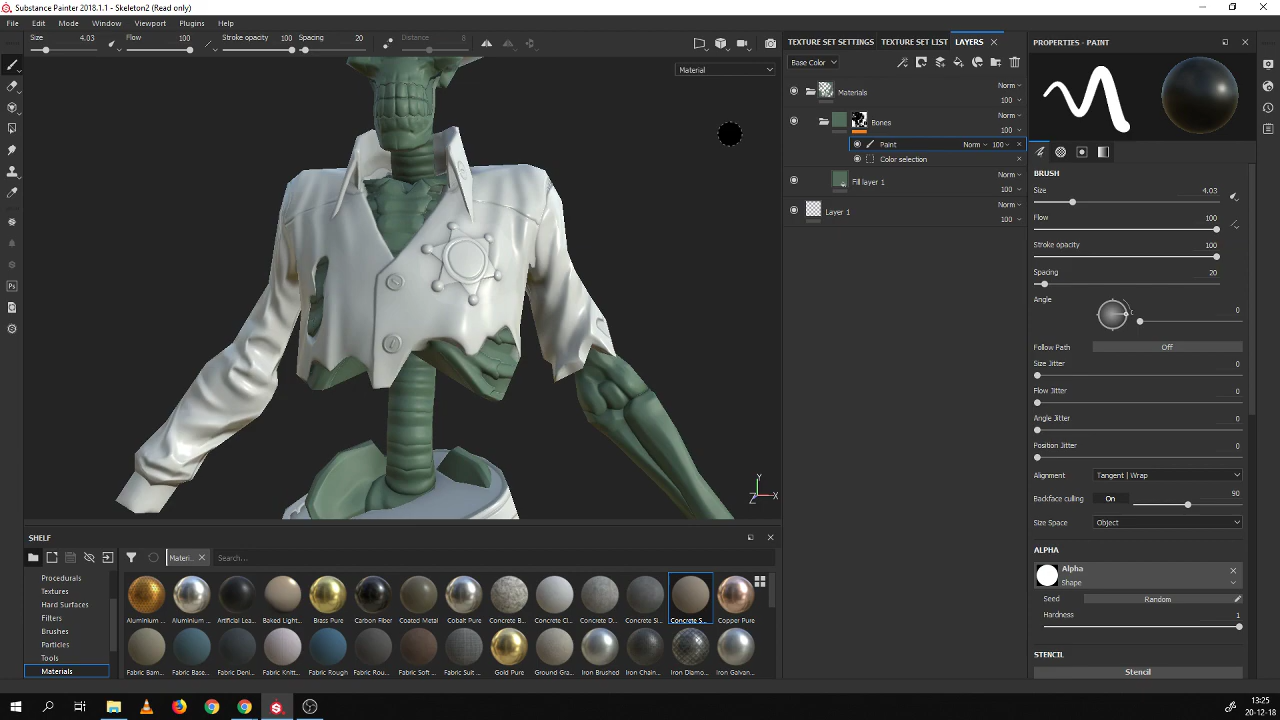 Substance Painter 2018.1.1 - Skeleton2 (Read only)
File Edit Mode Window Viewport Plugins Help
Size 4.03 Flow 100 Stroke opacity 100 Spacing 20 Distance 8
Material
TEXTURE SET SETTINGS TEXTURE SET LIST LAYERS
Base Color
Materials Norm
100
Bones Norm
100
Paint Norm 100
Color selection
Fill layer 1 Norm
100
Layer 1 Norm
100
PROPERTIES - PAINT
BRUSH
Size 4.03
Flow 100
Stroke opacity 100
Spacing 20
Angle 0
Follow Path Off
Size Jitter 0
Flow Jitter 0
Angle Jitter 0
Position Jitter 0
Alignment Tangent | Wrap
Backface culling On 90
Size Space Object
ALPHA
Alpha
Shape
Seed Random
Hardness 1
STENCIL
Stencil
Y
Z X
SHELF
Materi... Search...
Procedurals
Textures
Hard Surfaces
Filters
Brushes
Particles
Tools
Materials
Aluminium ... Aluminium ... Artificial Lea... Baked Light... Brass Pure Carbon Fiber Coated Metal Cobalt Pure Concrete B... Concrete Cl... Concrete D... Concrete Sl... Concrete S... Copper Pure
Fabric Bam... Fabric Base... Fabric Deni... Fabric Knitt... Fabric Rough Fabric Rou... Fabric Soft ... Fabric Suit ... Gold Pure Ground Gra... Iron Brushed Iron Chain... Iron Diamo... Iron Galvan...
Ps
13:25
20-12-18